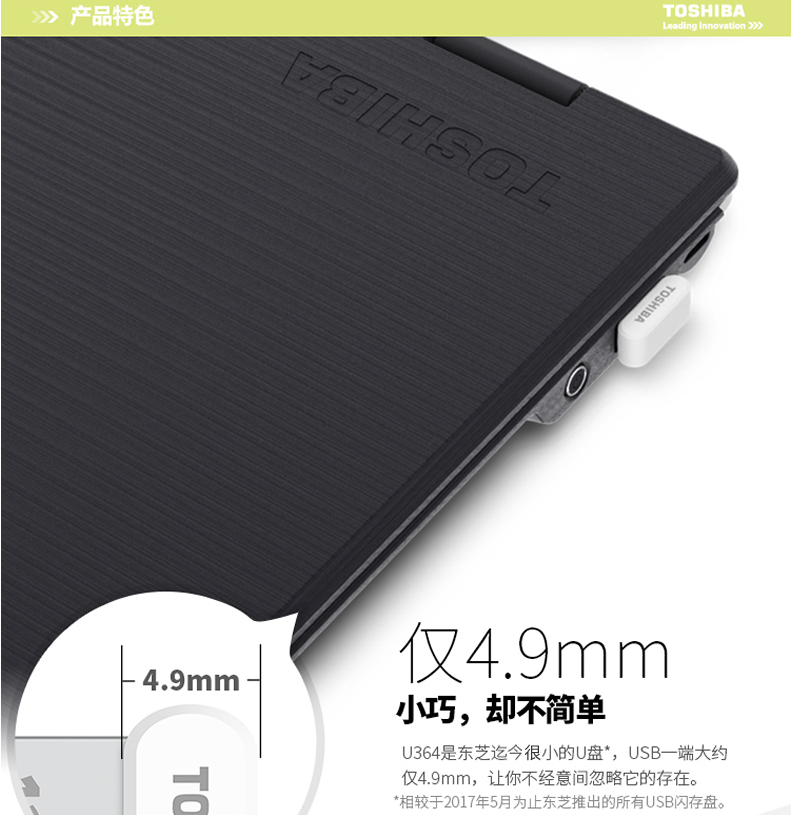 产品特色
TOSHIBA
Leading Innovation
TOSHIBA
TOSHIBA
仅4.9mm
小巧，却不简单
U364是东芝迄今很小的U盘*，USB一端大约
仅4.9mm，让你不经意间忽略它的存在。
*相较于2017年5月为止东芝推出的所有USB闪存盘。
4.9mm
TO